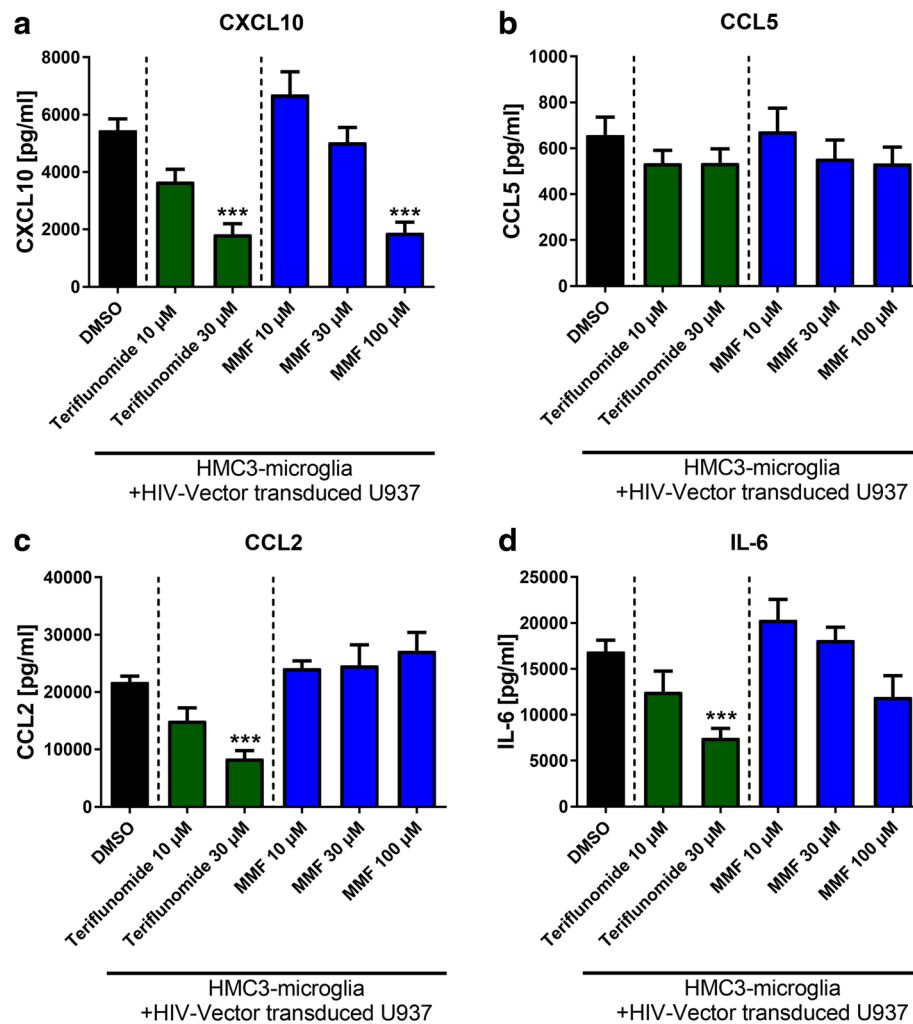 a
CXCL10
CXCL10 [pg/ml]
8000
6000
4000
2000
0
***
***
DMSO
Teriflunomide 10 µM
Teriflunomide 30 µM
MMF 10 µM
MMF 30 µM
MMF 100 µM
HMC3-microglia
+HIV-Vector transduced U937
b
CCL5
CCL5 [pg/ml]
1000
800
600
400
200
0
DMSO
Teriflunomide 10 µM
Teriflunomide 30 µM
MMF 10 µM
MMF 30 µM
MMF 100 µM
HMC3-microglia
+HIV-Vector transduced U937
c
CCL2
CCL2 [pg/ml]
40000
30000
20000
10000
0
***
DMSO
Teriflunomide 10 µM
Teriflunomide 30 µM
MMF 10 µM
MMF 30 µM
MMF 100 µM
HMC3-microglia
+HIV-Vector transduced U937
d
IL-6
IL-6 [pg/ml]
25000
20000
15000
10000
5000
0
***
DMSO
Teriflunomide 10 µM
Teriflunomide 30 µM
MMF 10 µM
MMF 30 µM
MMF 100 µM
HMC3-microglia
+HIV-Vector transduced U937